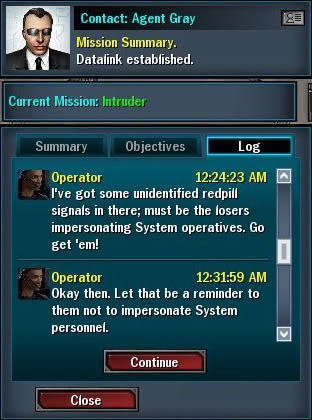 Contact: Agent Gray
Mission Summary.
Datalink established.
Current Mission: Intruder
Summary
Objectives
Log
Operator 12:24:23 AM
I've got some unidentified redpill
signals in there; must be the losers
impersonating System operatives. Go
get 'em!
Operator 12:31:59 AM
Okay then. Let that be a reminder to
them not to impersonate System
personnel.
Continue
Close